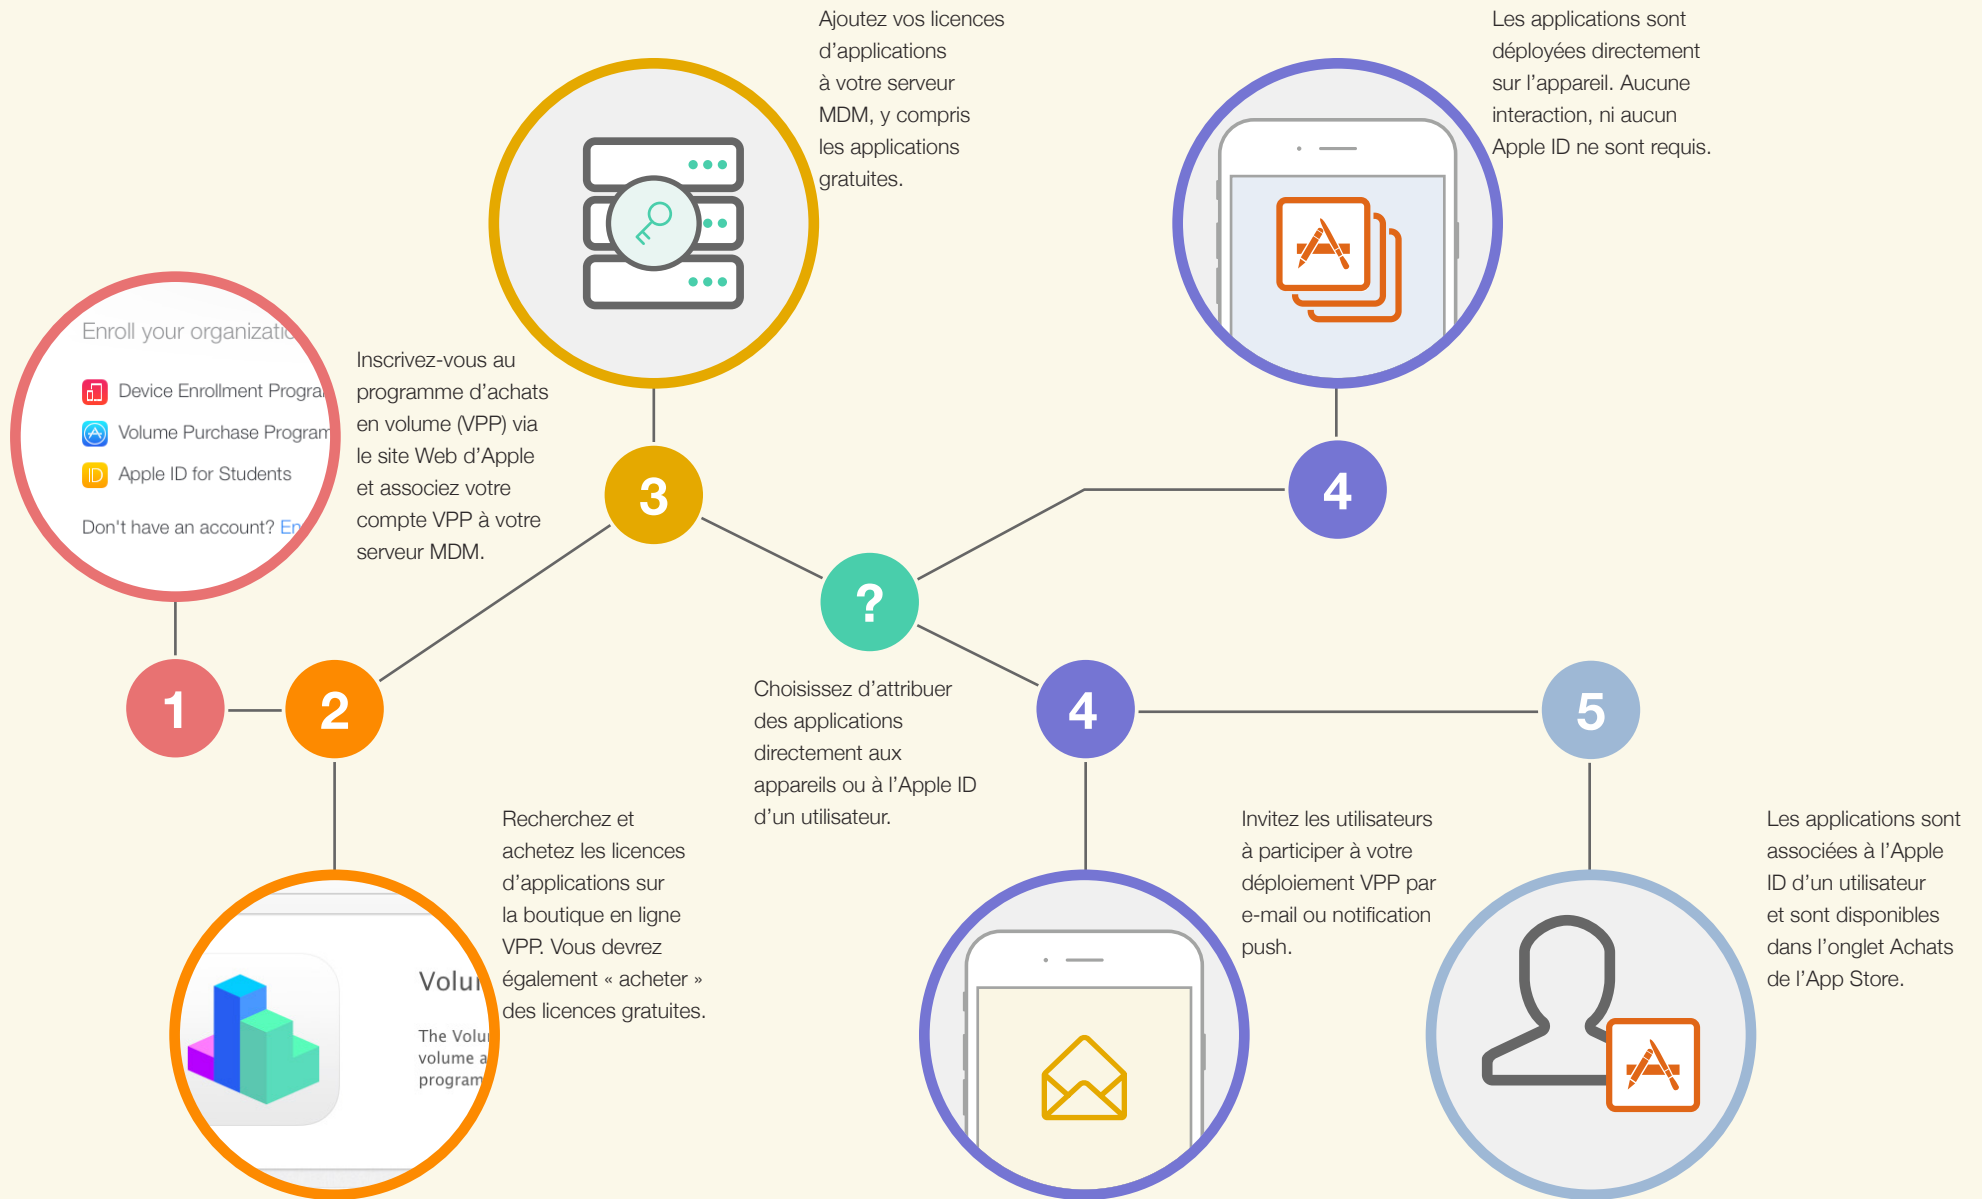 Enroll your
Device Enrollment
Volume Purchase Program
Apple ID for Students
Don't have an account?
1
Inscrivez-vous au
programme d'achats
en volume (VPP) via
le site Web d'Apple
et associez votre
compte VPP à votre
serveur MDM.
2
Recherchez et
achetez les licences
d'applications sur
la boutique en ligne
VPP. Vous devrez
également « acheter »
des licences gratuites.
The
volume
3
Ajoutez vos licences
d'applications
à votre serveur
MDM, y compris
les applications
gratuites.
?
Choisissez d'attribuer
des applications
directement aux
appareils ou à l'Apple ID
d'un utilisateur.
4
Les applications sont
déployées directement
sur l'appareil. Aucune
interaction, ni aucun
Apple ID ne sont requis.
4
Invitez les utilisateurs
à participer à votre
déploiement VPP par
e-mail ou notification
push.
5
Les applications sont
associées à l'Apple
ID d'un utilisateur
et sont disponibles
dans l'onglet Achats
de l'App Store.